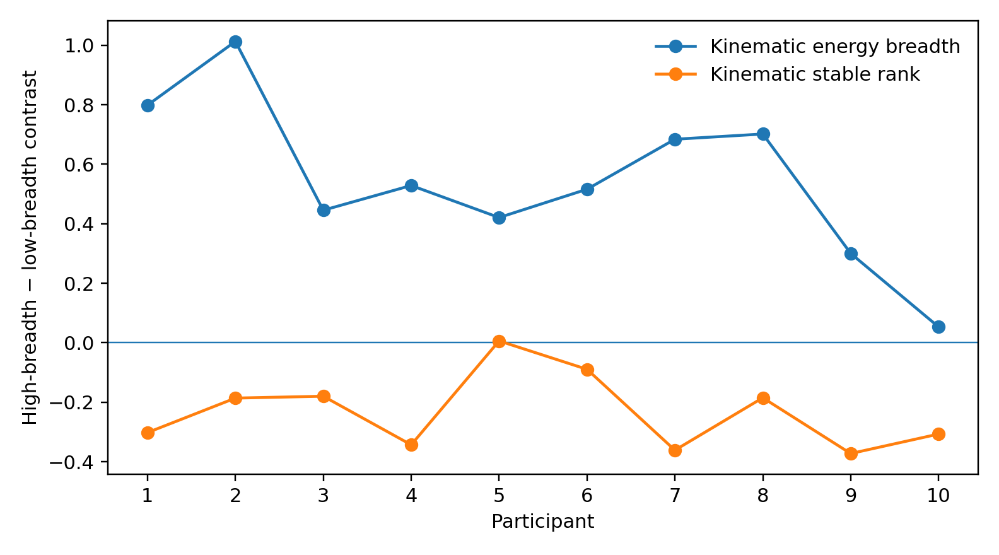 Kinematic energy breadth
Kinematic stable rank
High-breadth − low-breadth contrast
1.0
0.8
0.6
0.4
0.2
0.0
−0.2
−0.4
1 2 3 4 5 6 7 8 9 10
Participant